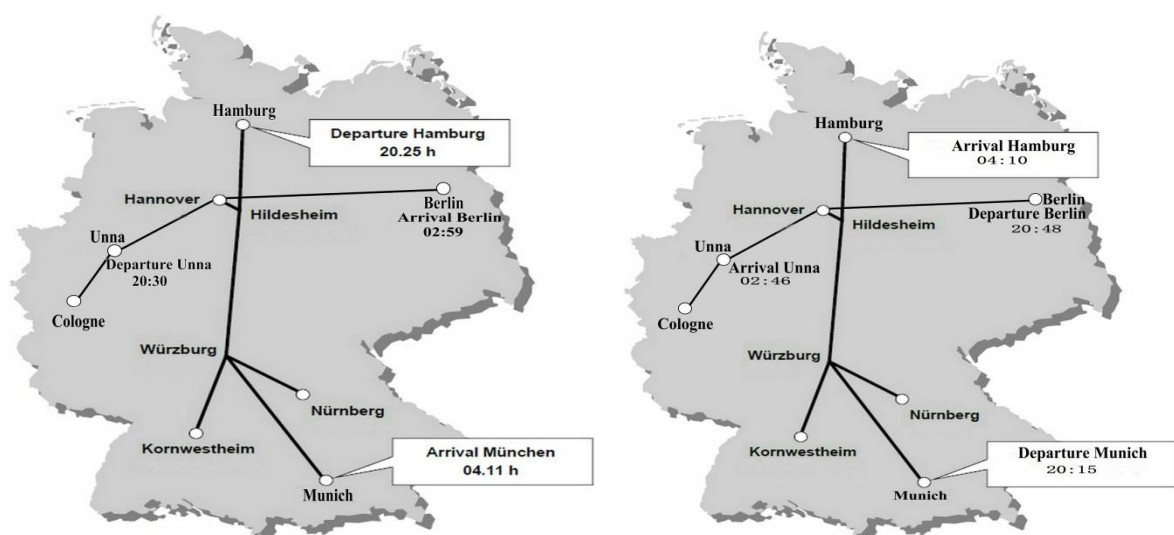 Hamburg
Departure Hamburg
20.25 h
Hannover
Hildesheim
Berlin
Arrival Berlin
02:59
Unna
Departure Unna
20:30
Cologne
Würzburg
Nürnberg
Kornwestheim
Arrival München
04.11 h
Munich
Hamburg
Arrival Hamburg
04:10
Hannover
Hildesheim
Berlin
Departure Berlin
20:48
Unna
Arrival Unna
02:46
Cologne
Würzburg
Nürnberg
Kornwestheim
Departure Munich
20:15
Munich